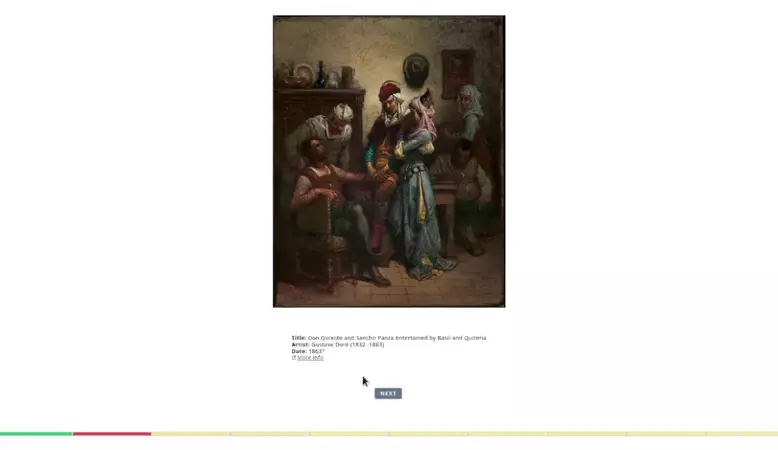 Title: Don Quixote and Sancho Panza Entertained by Basil and Quiteria
Artist: Gustave Doré (1832–1883)
Date: 1863?
More info
NEXT